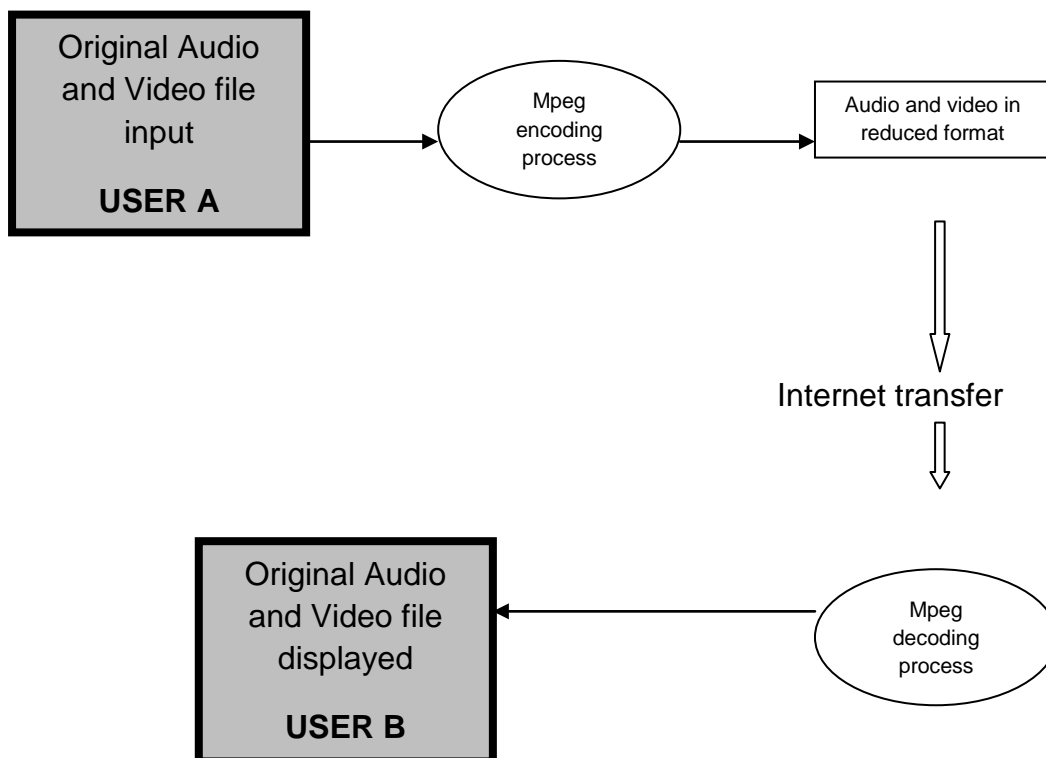 Original Audio
and Video file
input
USER A
Mpeg
encoding
process
Audio and video in
reduced format
Internet transfer
Mpeg
decoding
process
Original Audio
and Video file
displayed
USER B